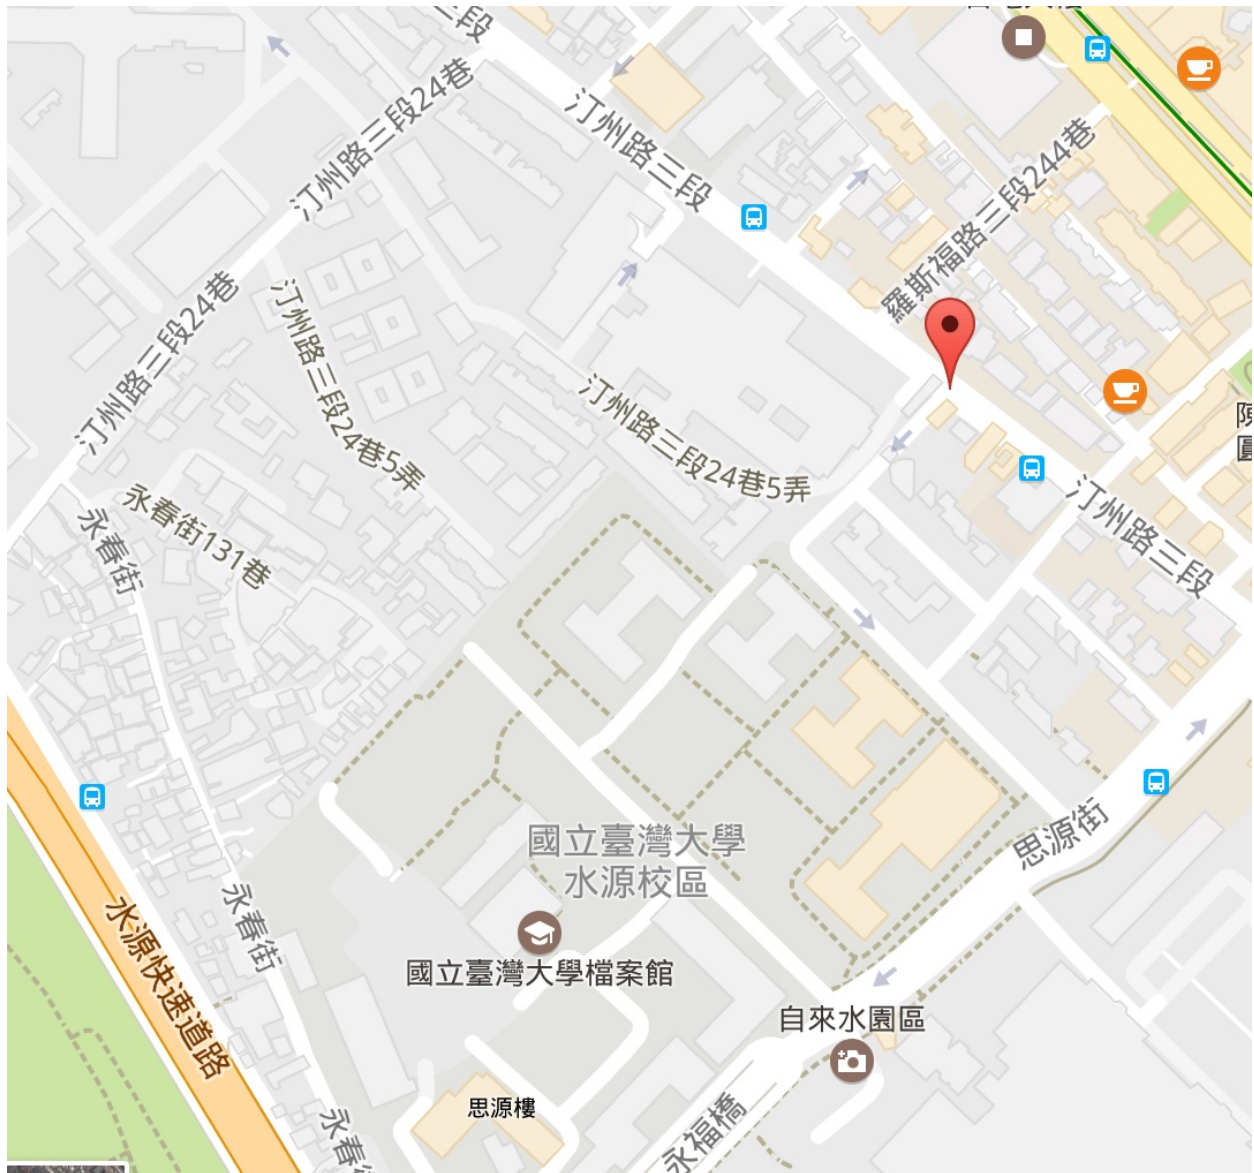 汀州路三段24巷
汀州路三段
羅斯福路三段244巷
汀州路三段24巷
汀州路三段24巷5弄
汀州路三段24巷5弄
永春街
永春街131巷
汀州路三段
思源街
國立臺灣大學
水源校區
永春街
水源快速道路
國立臺灣大學檔案館
自來水園區
思源樓
永福橋